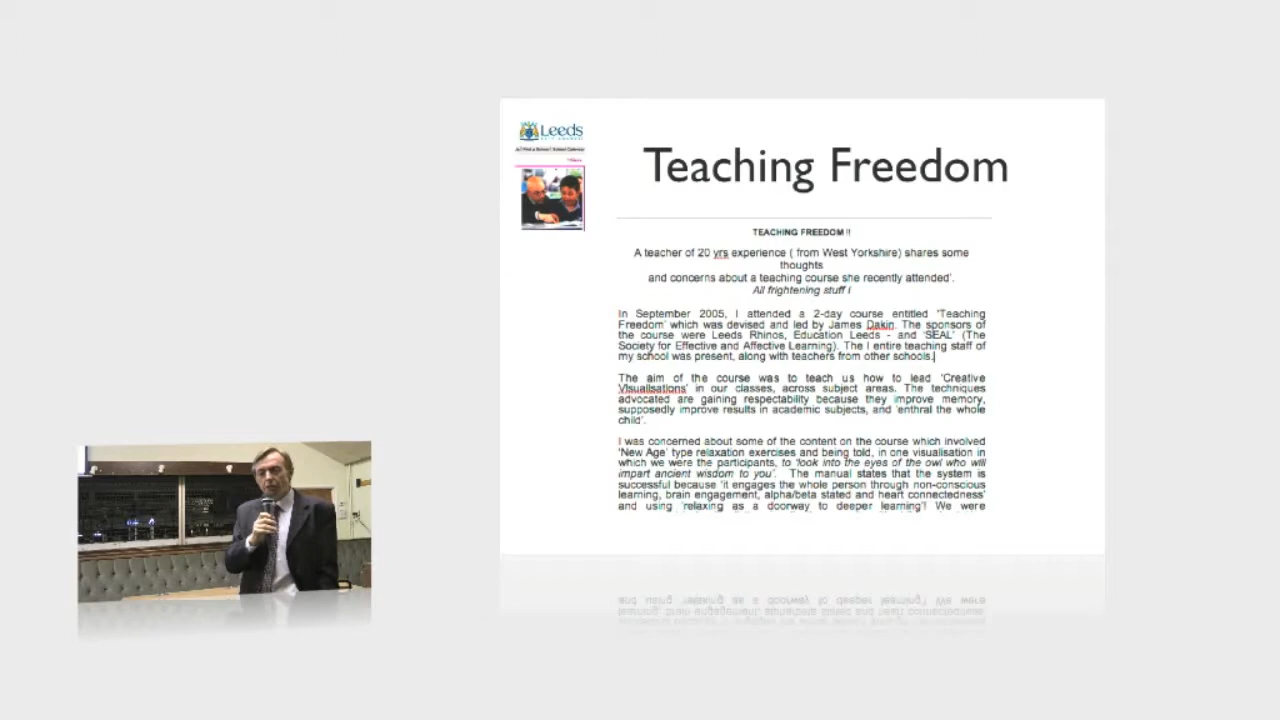 Leeds
Teaching Freedom
TEACHING FREEDOM !!
A teacher of 20 yrs experience ( from West Yorkshire) shares some
thoughts
and concerns about a teaching course she recently attended'.
All frightening stuff !
In September 2005, I attended a 2-day course entitled 'Teaching
Freedom' which was devised and led by James Dakin. The sponsors of
the course were Leeds Rhinos, Education Leeds - and 'SEAL' (The
Society for Effective and Affective Learning). The I entire teaching staff of
my school was present, along with teachers from other schools.
The aim of the course was to teach us how to lead 'Creative
VIsuallsations' in our classes, across subject areas. The techniques
advocated are gaining respectability because they improve memory,
supposedly improve results in academic subjects, and 'enthral the whole
child'.
I was concerned about some of the content on the course which involved
'New Age' type relaxation exercises and being told, in one visualisation in
which we were the participants, to 'look into the eyes of the owl who will
impart ancient wisdom to you'. The manual states that the system is
successful because 'it engages the whole person through non-conscious
learning, brain engagement, alpha/beta stated and heart connectedness'
and using 'relaxing as a doorway to deeper learning'! We were